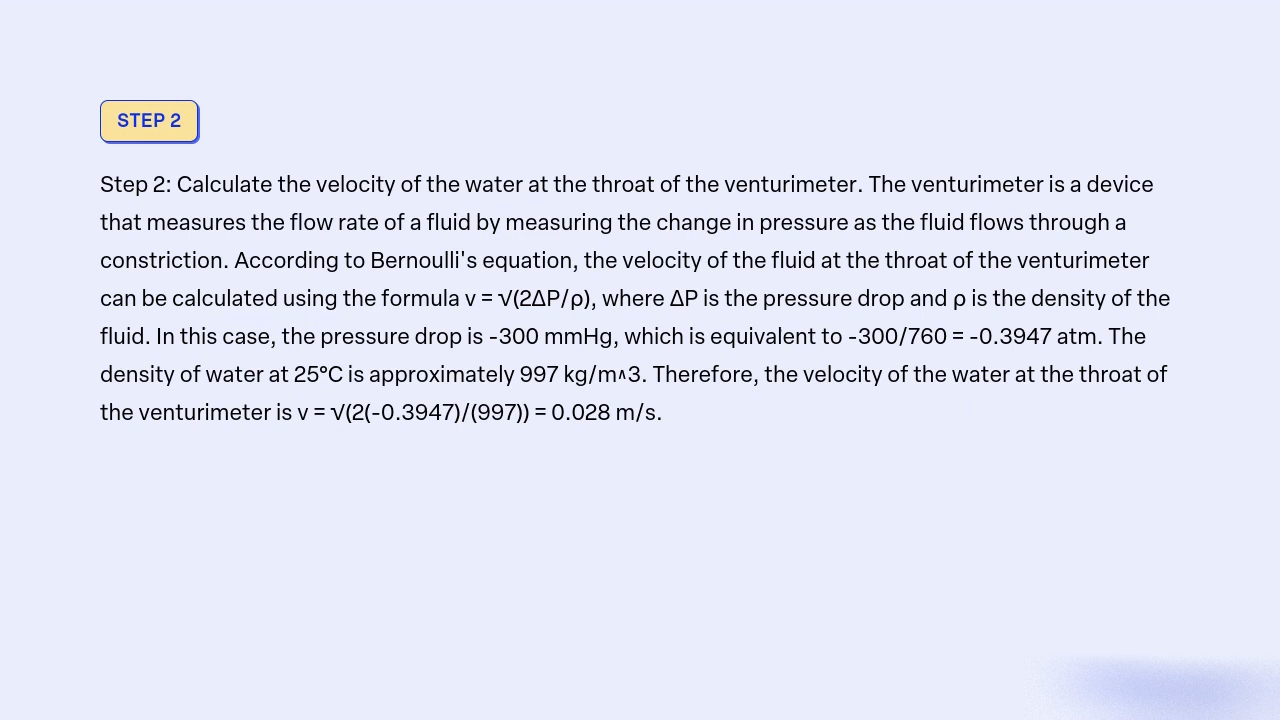 STEP 2
Step 2: Calculate the velocity of the water at the throat of the venturimeter. The venturimeter is a device
that measures the flow rate of a fluid by measuring the change in pressure as the fluid flows through a
constriction. According to Bernoulli's equation, the velocity of the fluid at the throat of the venturimeter
can be calculated using the formula v = √(2ΔP/ρ), where ΔP is the pressure drop and ρ is the density of the
fluid. In this case, the pressure drop is -300 mmHg, which is equivalent to -300/760 = -0.3947 atm. The
density of water at 25°C is approximately 997 kg/m^3. Therefore, the velocity of the water at the throat of
the venturimeter is v = √(2(-0.3947)/(997)) = 0.028 m/s.